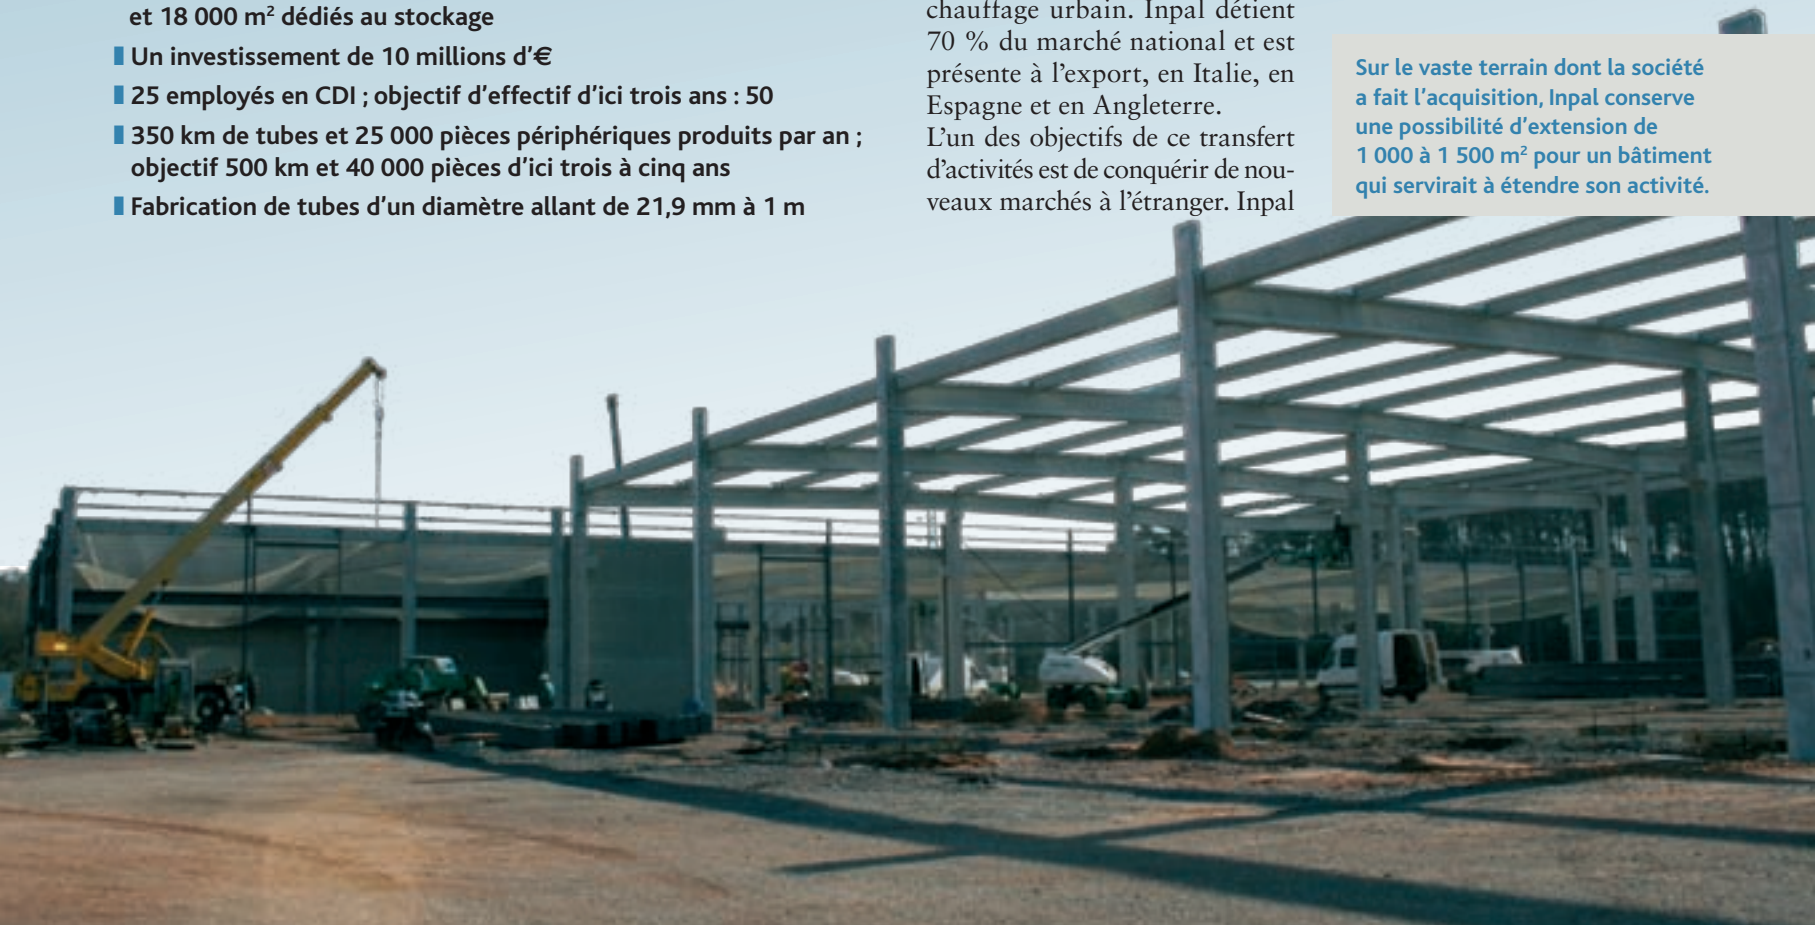 et 18 000 m² dédiés au stockage
Un investissement de 10 millions d'€
25 employés en CDI ; objectif d'effectif d'ici trois ans : 50
350 km de tubes et 25 000 pièces périphériques produits par an ;
objectif 500 km et 40 000 pièces d'ici trois à cinq ans
Fabrication de tubes d'un diamètre allant de 21,9 mm à 1 m
chauffage urbain. Inpal détient
70 % du marché national et est
présente à l'export, en Italie, en
Espagne et en Angleterre.
L'un des objectifs de ce transfert
d'activités est de conquérir de nou-
veaux marchés à l'étranger. Inpal
Sur le vaste terrain dont la société
a fait l'acquisition, Inpal conserve
une possibilité d'extension de
1 000 à 1 500 m² pour un bâtiment
qui servirait à étendre son activité.